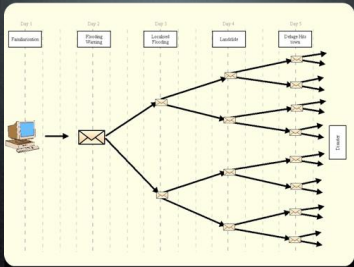 Day 1
Day 2
Day 3
Day 4
Day 5
Familiarization
Flooding
Warning
Localized
Flooding
Landslide
Deluge hits
town
Disaster